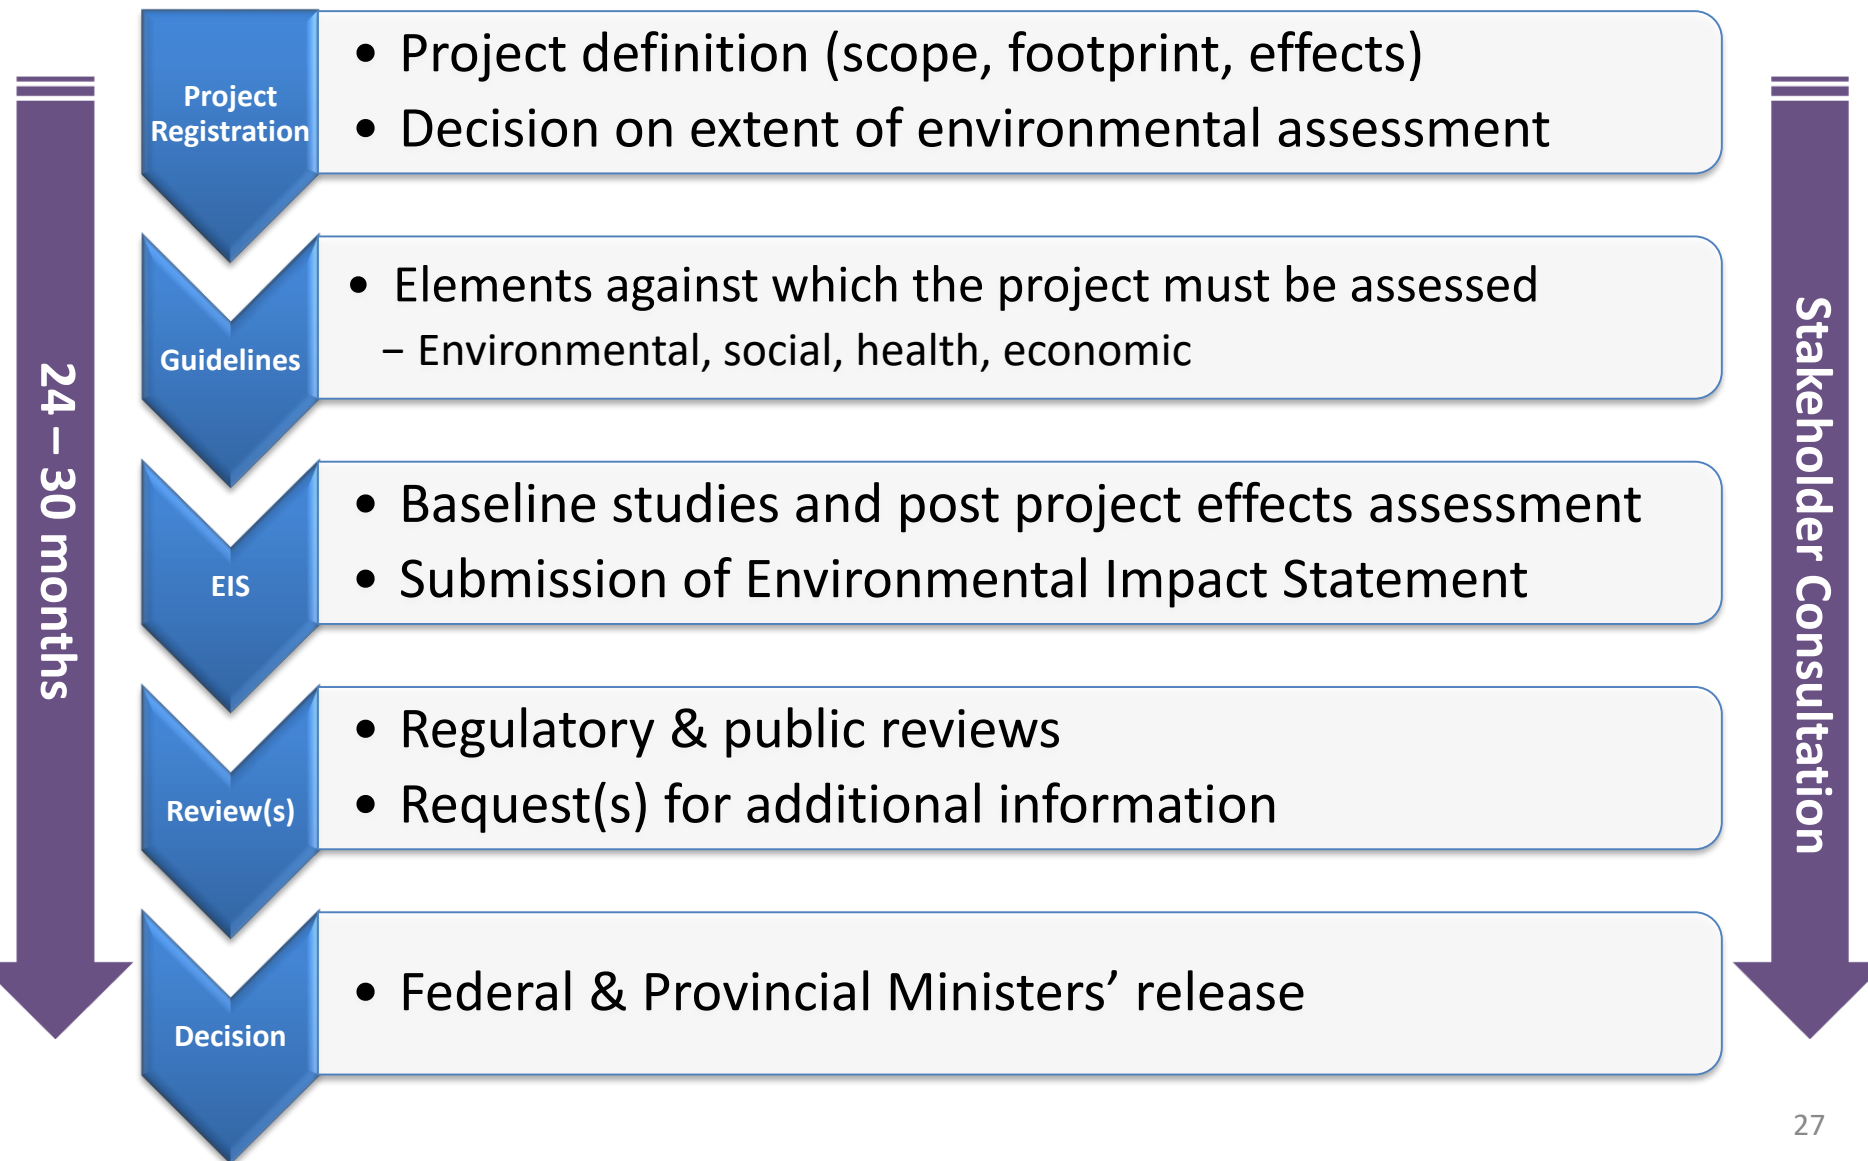 Project
Registration
• Project definition (scope, footprint, effects)
• Decision on extent of environmental assessment
Guidelines
• Elements against which the project must be assessed
– Environmental, social, health, economic
EIS
• Baseline studies and post project effects assessment
• Submission of Environmental Impact Statement
Review(s)
• Regulatory & public reviews
• Request(s) for additional information
Decision
• Federal & Provincial Ministers’ release
24 – 30 months
Stakeholder Consultation
27